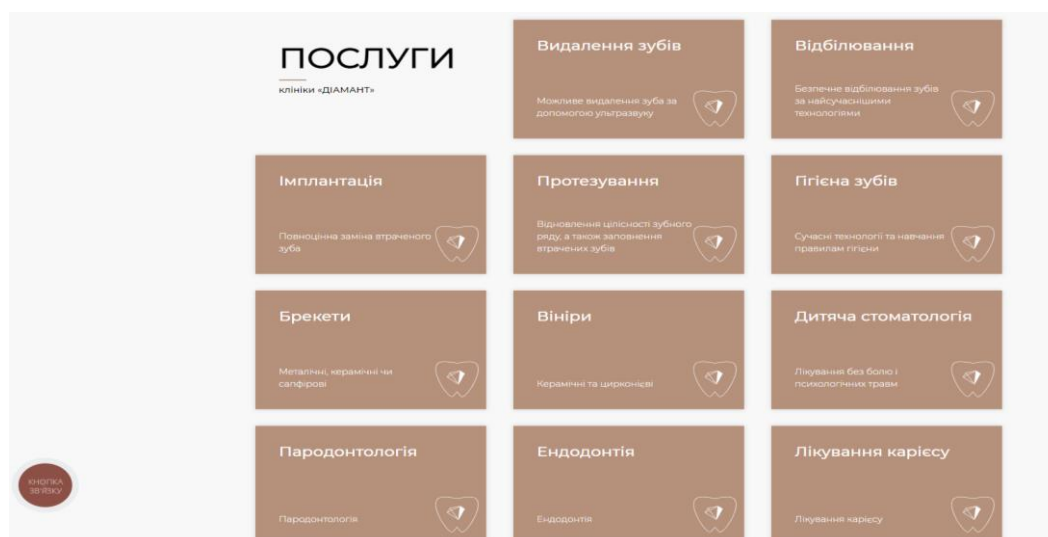 ПОСЛУГИ
клініки «ДІАМАНТ»
Видалення зубів
Можливе видалення зуба за
допомогою ультразвуку
Відбілювання
Безпечне відбілювання зубів
за найсучаснішими
технологіями
Імплантація
Повноцінна заміна втраченого
зуба
Протезування
Відновлення цілісності зубного
ряду, а також заповнення
втрачених зубів
Гігієна зубів
Сучасні технології та навчання
правилам гігієни
Брекети
Металічні, керамічні чи
сапфірові
Вініри
Керамічні та цирконієві
Дитяча стоматологія
Лікування без болю і
психологічних травм
Пародонтологія
Пародонтологія
Ендодонтія
Ендодонтія
Лікування карієсу
Лікування карієсу
КНОПКА
ЗВ'ЯЗКУ